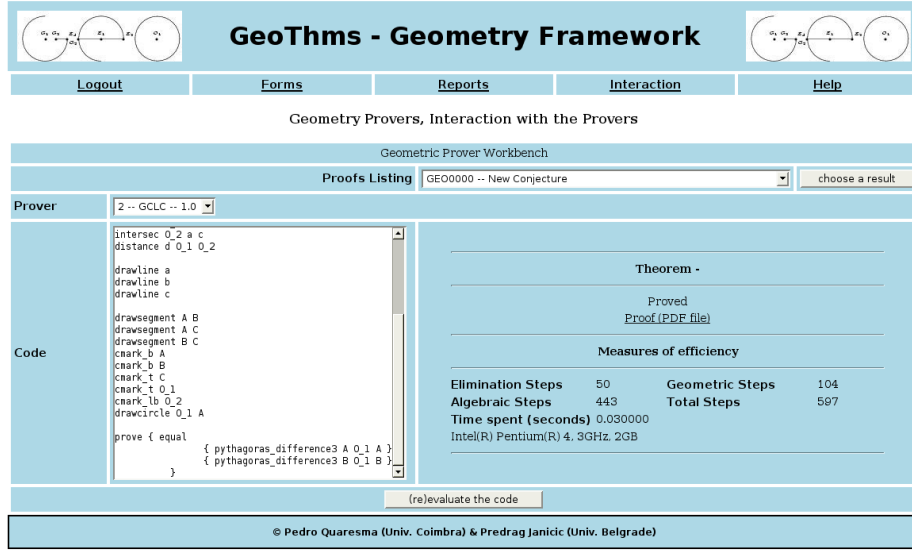 GeoThms - Geometry Framework
Logout Forms Reports Interaction Help
Geometry Provers, Interaction with the Provers
Geometric Prover Workbench
Proofs Listing GEO0000 -- New Conjecture choose a result
Prover 2 -- GCLC -- 1.0
Code
intersec O_2 a c
distance d O_1 O_2
drawline a
drawline b
drawline c
drawsegment A B
drawsegment A C
drawsegment B C
cmark_b A
cmark_b B
cmark_t C
cmark_t O_1
cmark_lb O_2
drawcircle O_1 A
prove { equal
{ pythagoras_difference3 A O_1 A }
{ pythagoras_difference3 B O_1 B }
}
Theorem -
Proved
Proof (PDF file)
Measures of efficiency
Elimination Steps 50 Geometric Steps 104
Algebraic Steps 443 Total Steps 597
Time spent (seconds) 0.030000
Intel(R) Pentium(R) 4, 3GHz, 2GB
(re)evaluate the code
© Pedro Quaresma (Univ. Coimbra) & Predrag Janicic (Univ. Belgrade)